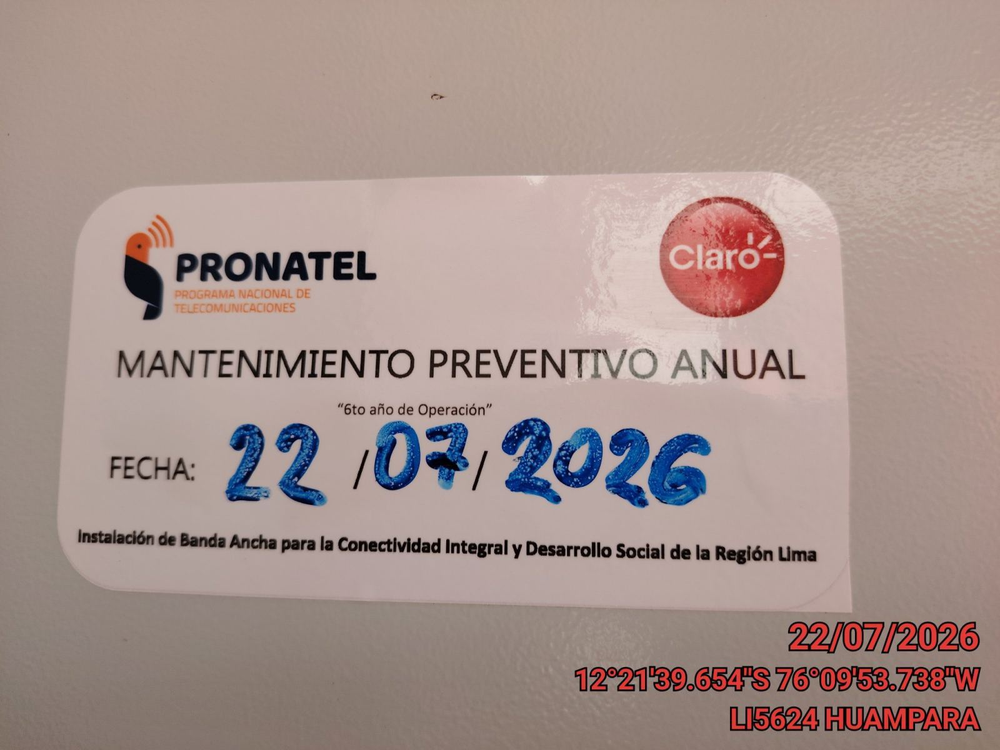 PRONATEL
PROGRAMA NACIONAL DE
TELECOMUNICACIONES
Claro
MANTENIMIENTO PREVENTIVO ANUAL
“6to año de Operación”
FECHA: 22/07/2026
Instalación de Banda Ancha para la Conectividad Integral y Desarrollo Social de la Región Lima
22/07/2026
12°21'39.654"S 76°09'53.738"W
LI5624 HUAMPARA